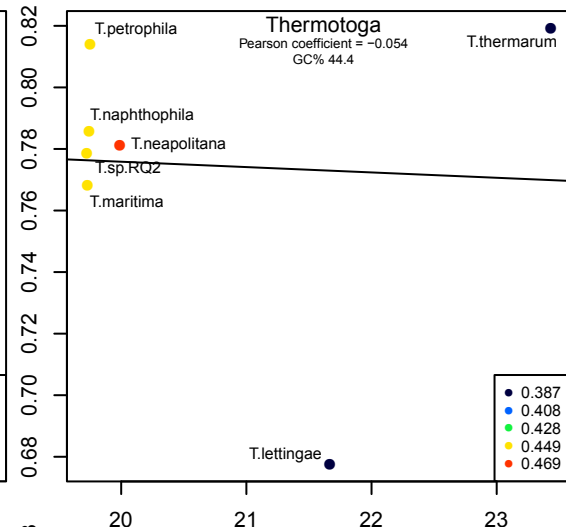 Thermotoga
Pearson coefficient = −0.054
GC% 44.4
T.petrophila
T.thermarum
T.naphthophila
T.neapolitana
T.sp.RQ2
T.maritima
T.lettingae
0.82
0.80
0.78
0.76
0.74
0.72
0.70
0.68
0.387
0.408
0.428
0.449
0.469
20
21
22
23